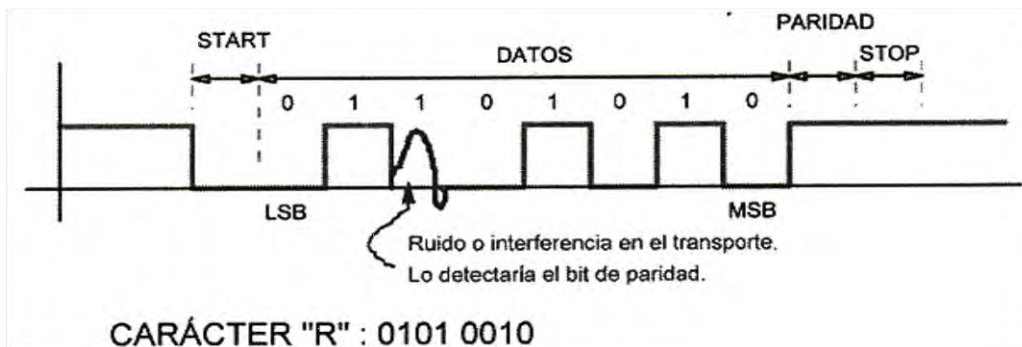 PARIDAD
START DATOS STOP
0 1 1 0 1 0 1 0
LSB MSB
Ruido o interferencia en el transporte.
Lo detectaría el bit de paridad.
CARÁCTER "R" : 0101 0010